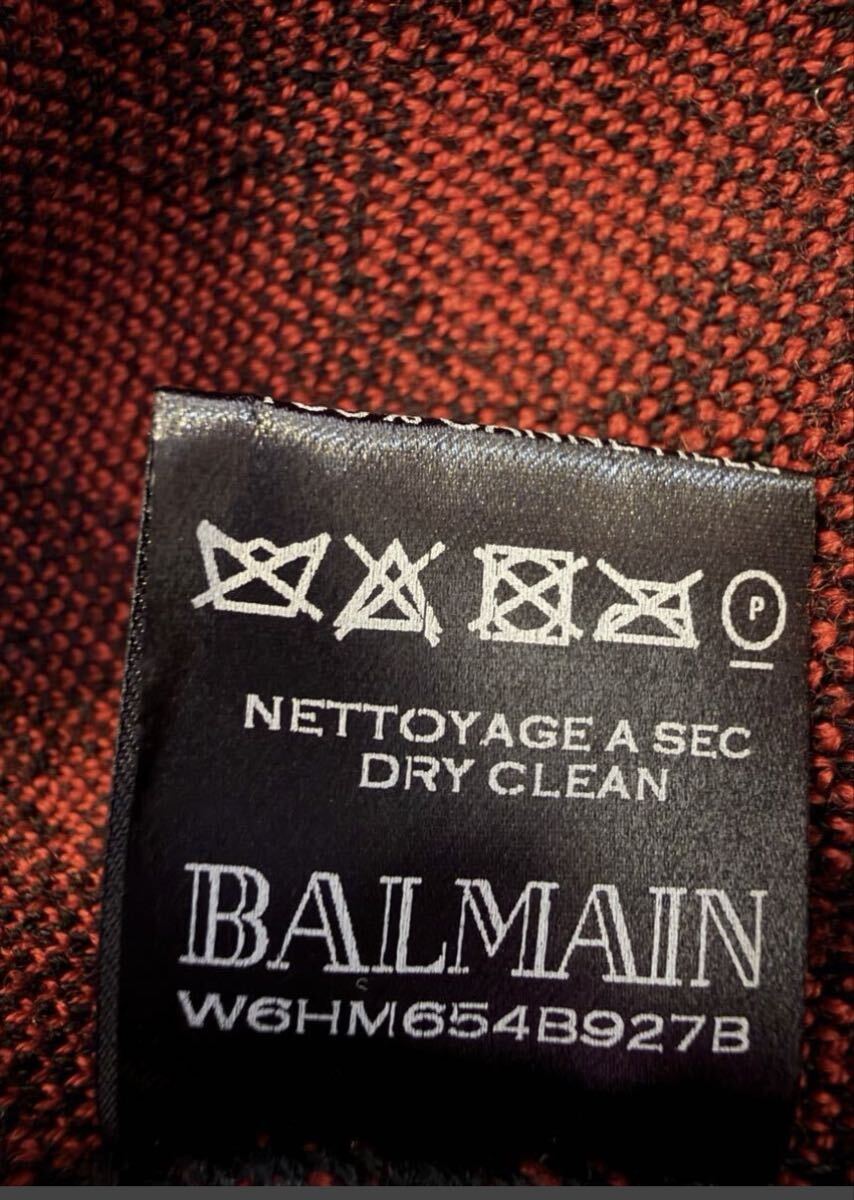 P
NETTOYAGE A SEC
DRY CLEAN
BALMAIN
W6HM654B927B